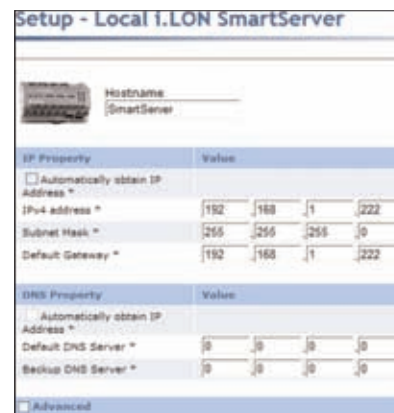 Setup - Local i.LON SmartServer
Hostname
SmartServer
IP Property Value
Automatically obtain IP
Address *
IPv4 address * 192 .168 .1 .222
Subnet Mask * 255 .255 .255 .0
Default Gateway * 192 .168 .1 .222
DNS Property Value
Automatically obtain IP
Address *
Default DNS Server * 0 .0 .0 .0
Backup DNS Server * 0 .0 .0 .0
Advanced